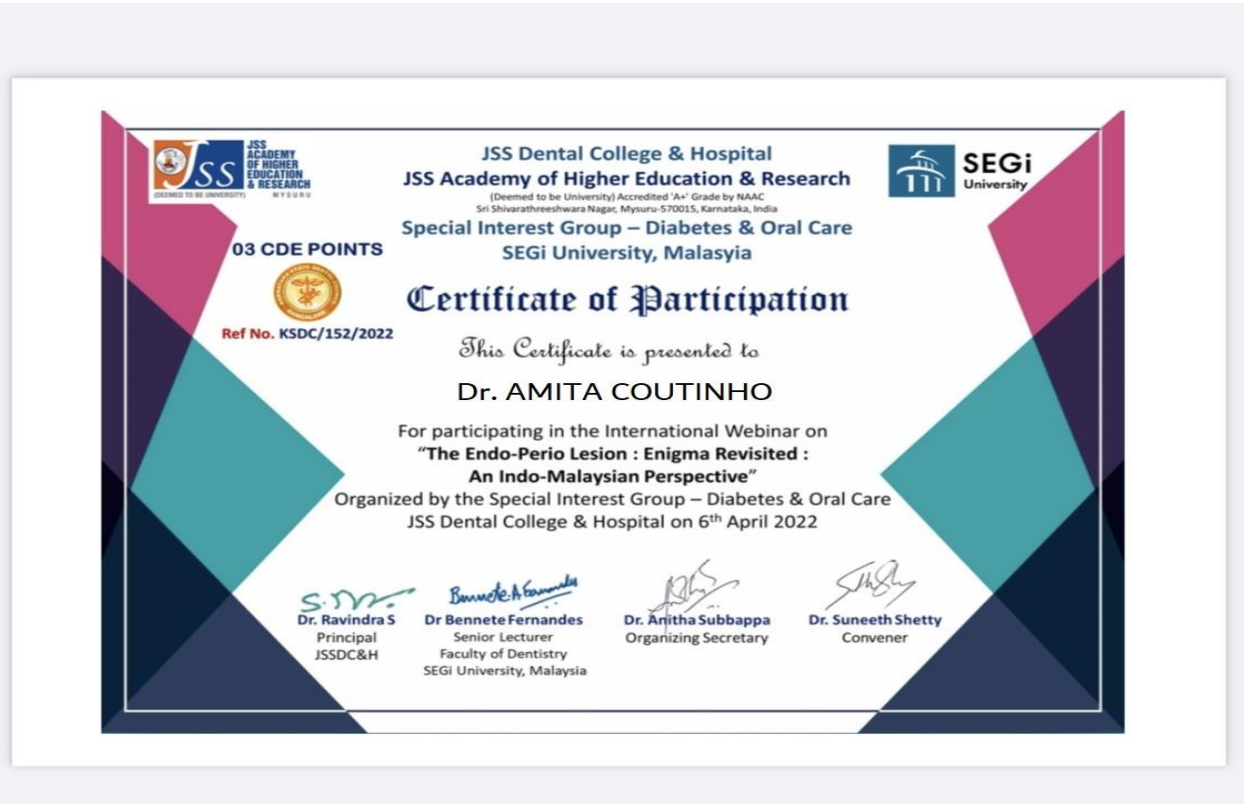 JSS
JSS
ACADEMY
OF HIGHER
EDUCATION
& RESEARCH
(DEEMED TO BE UNIVERSITY) MYSURU
JSS Dental College & Hospital
JSS Academy of Higher Education & Research
(Deemed to be University) Accredited 'A+' Grade by NAAC
Sri Shivarathreeshwara Nagar, Mysuru-570015, Karnataka, India
Special Interest Group – Diabetes & Oral Care
SEGi University, Malasyia
SEGi
University
03 CDE POINTS
Ref No. KSDC/152/2022
Certificate of Participation
This Certificate is presented to
Dr. AMITA COUTINHO
For participating in the International Webinar on
“The Endo-Perio Lesion : Enigma Revisited :
An Indo-Malaysian Perspective”
Organized by the Special Interest Group – Diabetes & Oral Care
JSS Dental College & Hospital on 6th April 2022
Dr. Ravindra S
Principal
JSSDC&H
Bennete A Fernandes
Dr Bennete Fernandes
Senior Lecturer
Faculty of Dentistry
SEGi University, Malaysia
Dr. Anitha Subbappa
Organizing Secretary
Dr. Suneeth Shetty
Convener